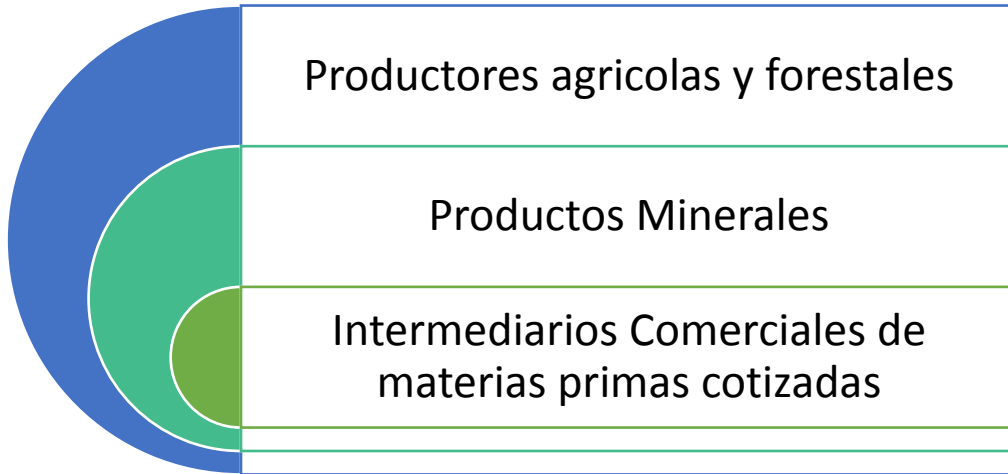 Productores agricolas y forestales
Productos Minerales
Intermediarios Comerciales de
materias primas cotizadas